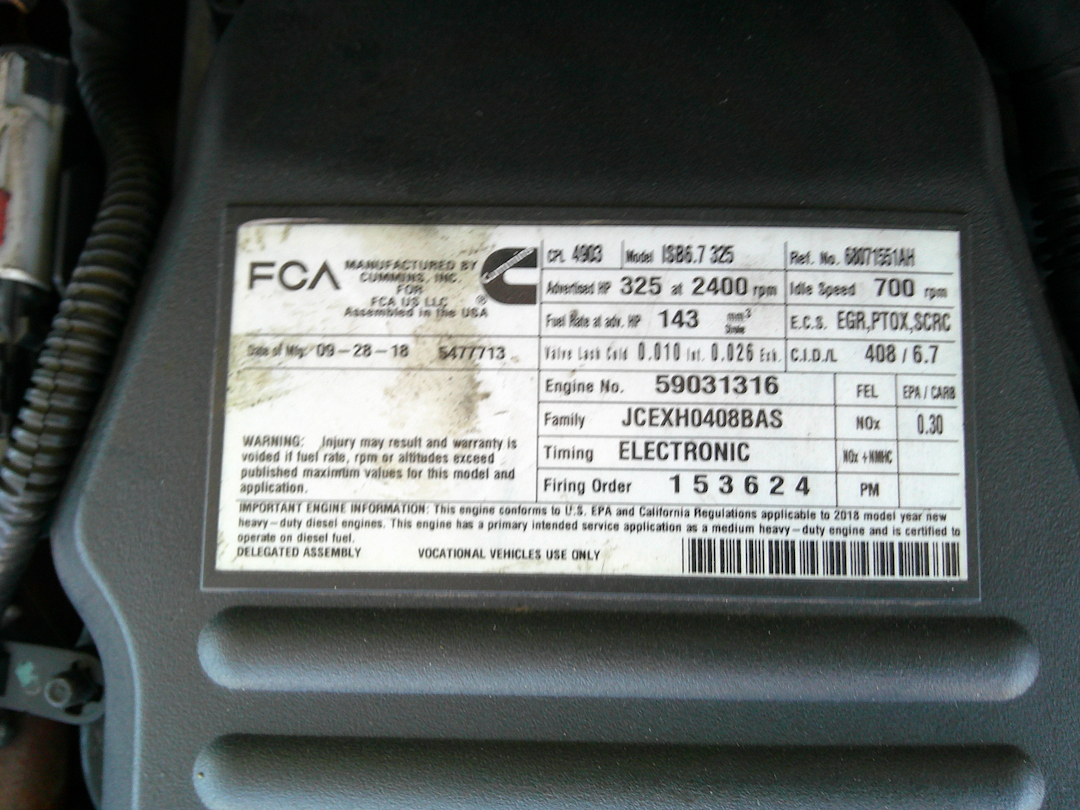 FCA
MANUFACTURED BY
CUMMINS, INC.
FOR
FCA US LLC
Assembled in the USA
®
Cummins
Date of Mfg. 09-28-18 5477713
WARNING: Injury may result and warranty is
voided if fuel rate, rpm or altitudes exceed
published maximum values for this model and
application.
CPL 4903 Model ISB6.7 325 Ref. No. 68071551AH
Advertised HP 325 at 2400 rpm Idle Speed 700 rpm
Fuel Rate at adv. HP 143 mm³ Stroke E.C.S. EGR,PTOX,SCRC
Valve Lash Cold 0.010 Int. 0.026 Exh. C.I.D./L 408 / 6.7
Engine No. 59031316 FEL EPA / CARB
Family JCEXH0408BAS NOx 0.30
Timing ELECTRONIC NOx +NMHC
Firing Order 1 5 3 6 2 4 PM
IMPORTANT ENGINE INFORMATION: This engine conforms to U.S. EPA and California Regulations applicable to 2018 model year new
heavy-duty diesel engines. This engine has a primary intended service application as a medium heavy-duty engine and is certified to
operate on diesel fuel.
DELEGATED ASSEMBLY VOCATIONAL VEHICLES USE ONLY